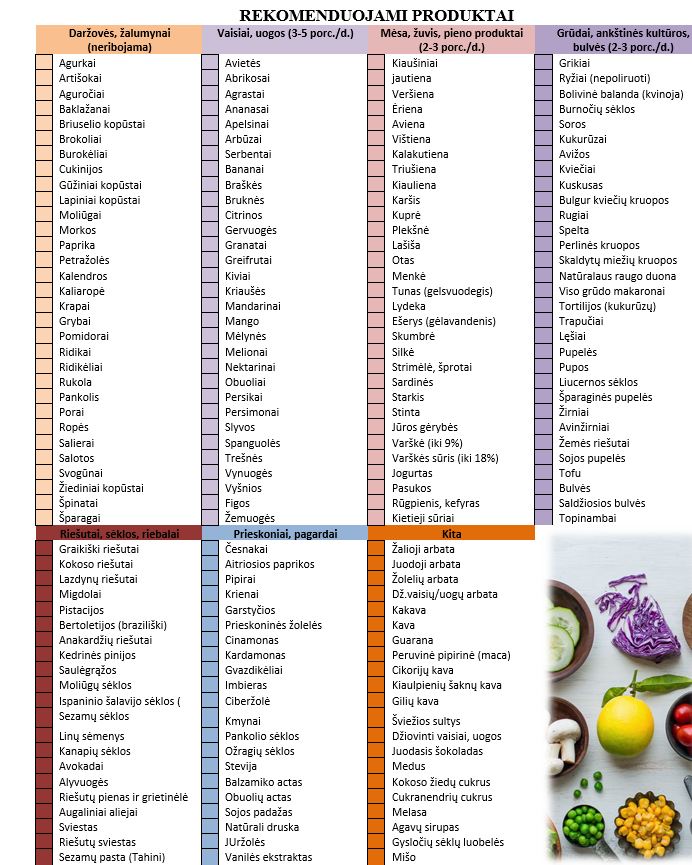 REKOMENDUOJAMI PRODUKTAI
Daržovės, žalumynai
(neribojama)
Agurkai
Artišokai
Aguročiai
Baklažanai
Briuselio kopūstai
Brokoliai
Burokėliai
Cukinijos
Gūžiniai kopūstai
Lapiniai kopūstai
Moliūgai
Morkos
Paprika
Petražolės
Kalendros
Kaliaropė
Krapai
Grybai
Pomidorai
Ridikai
Ridikėliai
Rukola
Pankolis
Porai
Ropės
Salierai
Salotos
Svogūnai
Žiediniai kopūstai
Špinatai
Šparagai
Vaisiai, uogos (3-5 porc./d.)
Avietės
Abrikosai
Agrastai
Ananasai
Apelsinai
Arbūzai
Serbentai
Bananai
Braškės
Bruknės
Citrinos
Gervuogės
Granatai
Greifrutai
Kiviai
Kriaušės
Mandarinai
Mango
Mėlynės
Melionai
Nektarinai
Obuoliai
Persikai
Persimonai
Slyvos
Spanguolės
Trešnės
Vynuogės
Vyšnios
Figos
Žemuogės
Mėsa, žuvis, pieno produktai
(2-3 porc./d.)
Kiaušiniai
jautiena
Veršiena
Ėriena
Aviena
Vištiena
Kalakutiena
Triušiena
Kiauliena
Karšis
Kuprė
Plekšnė
Lašiša
Otas
Menkė
Tunas (gelsvuodegis)
Lydeka
Ešerys (gėlavandenis)
Skumbrė
Silkė
Strimėlė, šprotai
Sardinės
Starkis
Stinta
Jūros gėrybės
Varškė (iki 9%)
Varškės sūris (iki 18%)
Jogurtas
Pasukos
Rūgpienis, kefyras
Kietieji sūriai
Grūdai, ankštinės kultūros,
bulvės (2-3 porc./d.)
Grikiai
Ryžiai (nepoliruoti)
Bolivinė balanda (kvinoja)
Burnočių sėklos
Soros
Kukurūzai
Avižos
Kviečiai
Kuskusas
Bulgur kviečių kruopos
Rugiai
Spelta
Perlinės kruopos
Skaldytų miežių kruopos
Natūralaus raugo duona
Viso grūdo makaronai
Tortilijos (kukurūzų)
Trapučiai
Lęšiai
Pupelės
Pupos
Liucernos sėklos
Šparaginės pupelės
Žirniai
Avinžirniai
Žemės riešutai
Sojos pupelės
Tofu
Bulvės
Saldžiosios bulvės
Topinambai
Riešutai, sėklos, riebalai
Graikiški riešutai
Kokoso riešutai
Lazdynų riešutai
Migdolai
Pistacijos
Bertoletijos (braziliški)
Anakardžių riešutai
Kedrinės pinijos
Saulėgrąžos
Moliūgų sėklos
Ispaninio šalavijo sėklos (
Sezamų sėklos
Linų sėmenys
Kanapių sėklos
Avokadai
Alyvuogės
Riešutų pienas ir grietinėlė
Augaliniai aliejai
Sviestas
Riešutų sviestas
Sezamų pasta (Tahini)
Prieskoniai, pagardai
Česnakai
Aitriosios paprikos
Pipirai
Krienai
Garstyčios
Prieskoninės žolelės
Cinamonas
Kardamonas
Gvazdikėliai
Imbieras
Ciberžolė
Kmynai
Pankolio sėklos
Ožragių sėklos
Stevija
Balzamiko actas
Obuolių actas
Sojos padažas
Natūrali druska
JUržolės
Vanilės ekstraktas
Kita
Žalioji arbata
Juodoji arbata
Žolelių arbata
Dž.vaisių/uogų arbata
Kakava
Kava
Guarana
Peruvinė pipirinė (maca)
Cikorijų kava
Kiaulpienių šaknų kava
Gilių kava
Šviežios sultys
Džiovinti vaisiai, uogos
Juodasis šokoladas
Medus
Kokoso žiedų cukrus
Cukranendrių cukrus
Melasa
Agavų sirupas
Gysločių sėklų luobelės
Mišo